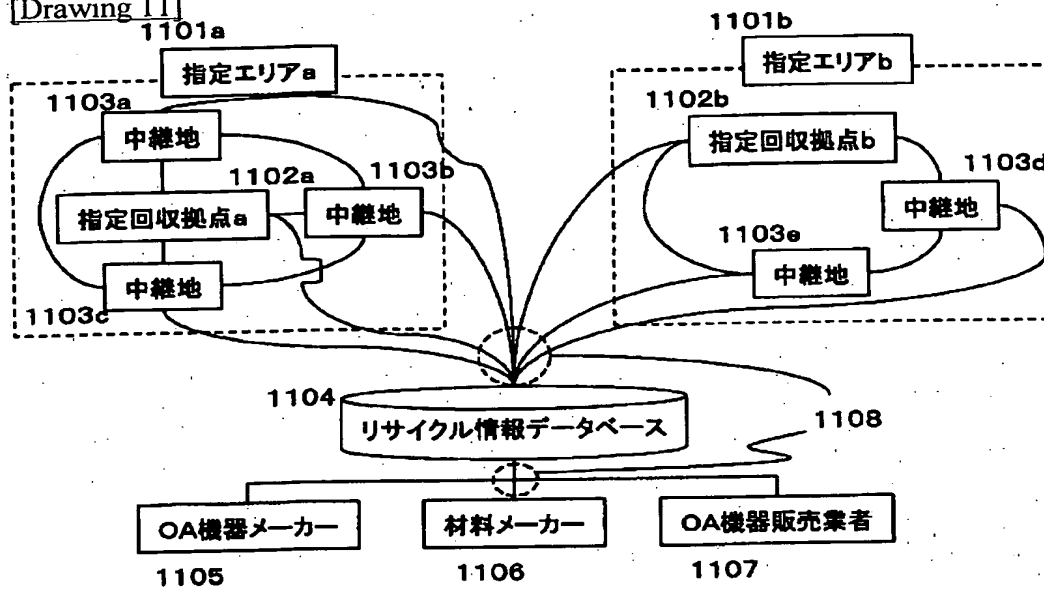 [Drawing 11]
1101a
指定エリアa
1103a
中継地
1102a
1103b
指定回収拠点a
中継地
中継地
1103c
1101b
指定エリアb
1102b
指定回収拠点b
1103d
中継地
1103e
中継地
1104
リサイクル情報データベース
1108
OA機器メーカー
材料メーカー
OA機器販売業者
1105
1106
1107